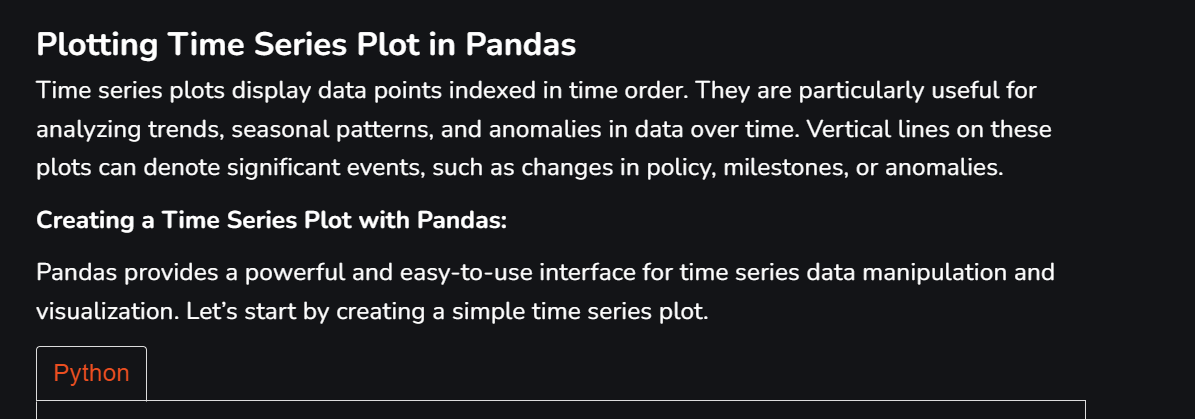 Plotting Time Series Plot in Pandas
Time series plots display data points indexed in time order. They are particularly useful for
analyzing trends, seasonal patterns, and anomalies in data over time. Vertical lines on these
plots can denote significant events, such as changes in policy, milestones, or anomalies.
Creating a Time Series Plot with Pandas:
Pandas provides a powerful and easy-to-use interface for time series data manipulation and
visualization. Let’s start by creating a simple time series plot.
Python